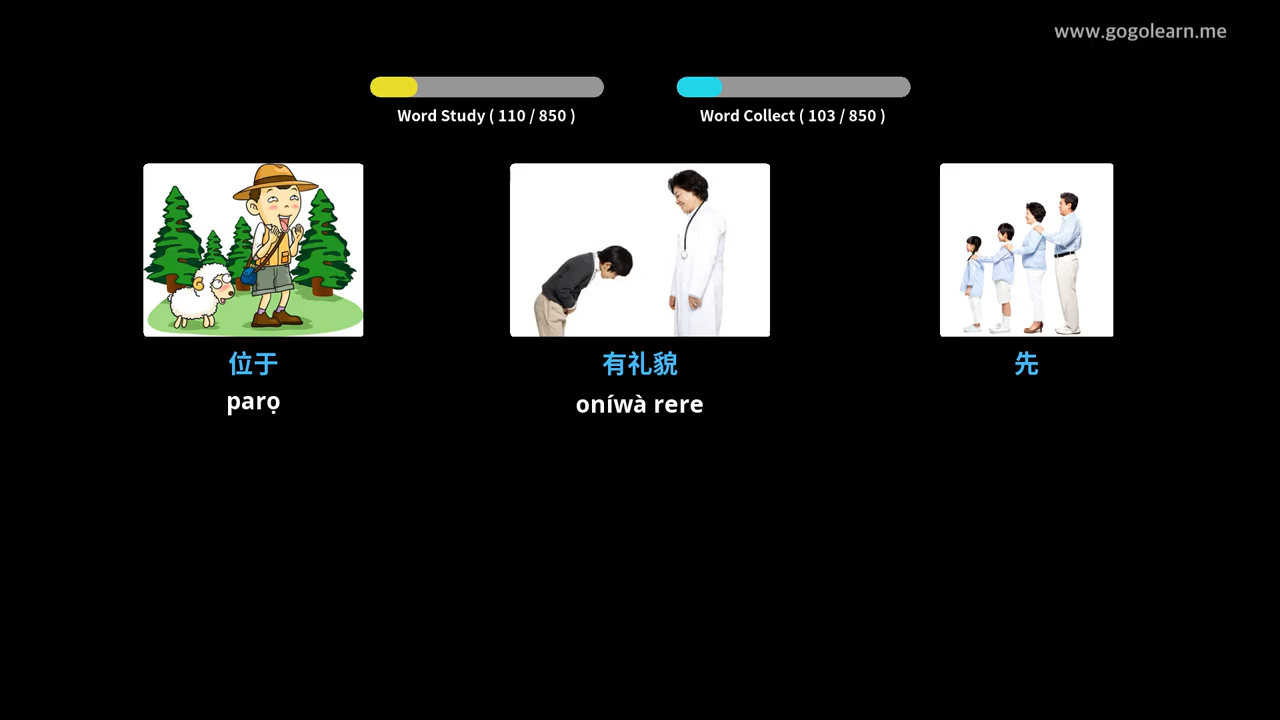 www.gogolearn.me
Word Study ( 110 / 850 )
Word Collect ( 103 / 850 )
位于
有礼貌
先
parọ
oníwà rere